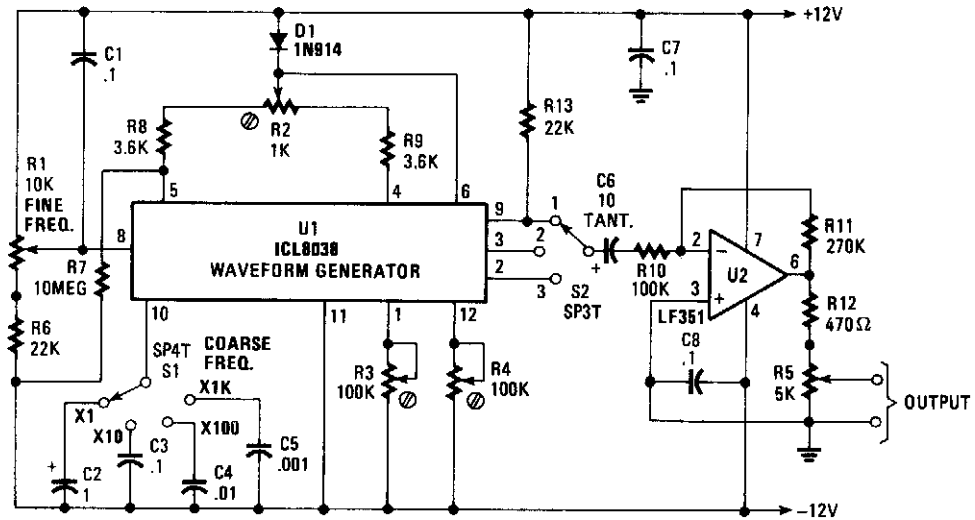 +12V
D1
1N914
C1
.1
C7
.1
R13
22K
R8
3.6K
R2
1K
R9
3.6K
R1
10K
FINE
FREQ.
5
4
6
C6
10
TANT.
8
U1
ICL8038
WAVEFORM GENERATOR
9
3
2
1
2
3
+
S2
SP3T
R10
100K
2
−
3
+
U2
LF351
7
6
4
R11
270K
R7
10MEG
R6
22K
10
11
1
12
R12
470Ω
C8
.1
R5
5K
OUTPUT
SP4T
S1
COARSE
FREQ.
X1
X10
X100
X1K
R3
100K
R4
100K
+
C2
1
C3
.1
C4
.01
C5
.001
−12V